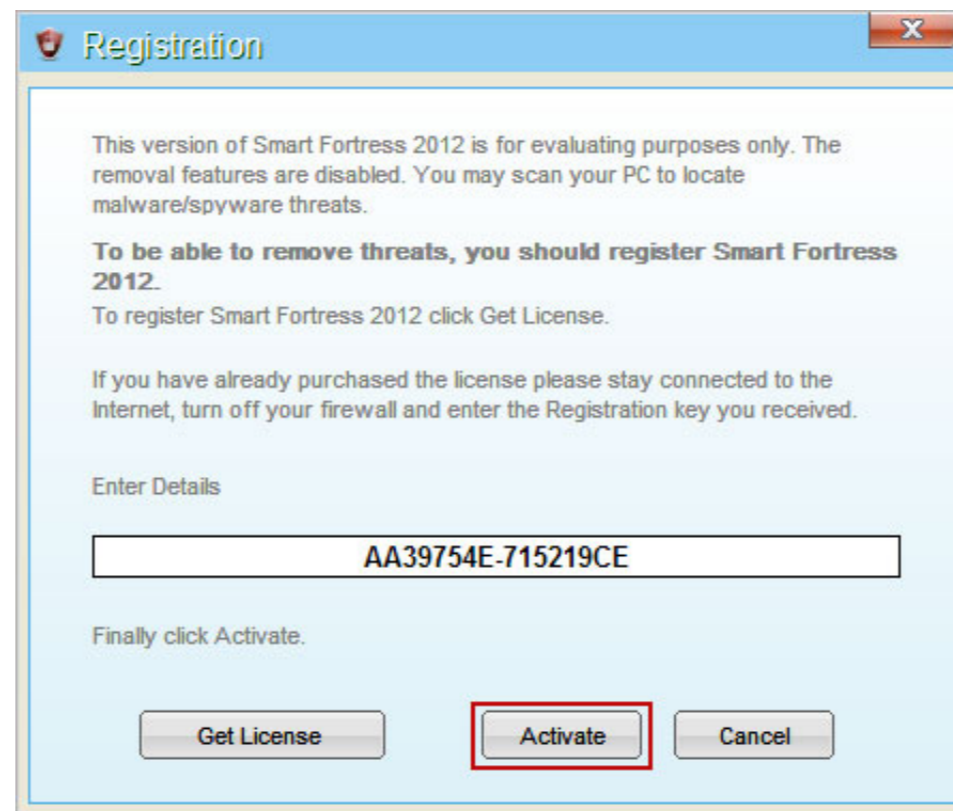 Registration
This version of Smart Fortress 2012 is for evaluating purposes only. The
removal features are disabled. You may scan your PC to locate
malware/spyware threats.
To be able to remove threats, you should register Smart Fortress
2012.
To register Smart Fortress 2012 click Get License.
If you have already purchased the license please stay connected to the
Internet, turn off your firewall and enter the Registration key you received.
Enter Details
AA39754E-715219CE
Finally click Activate.
Get License Activate Cancel